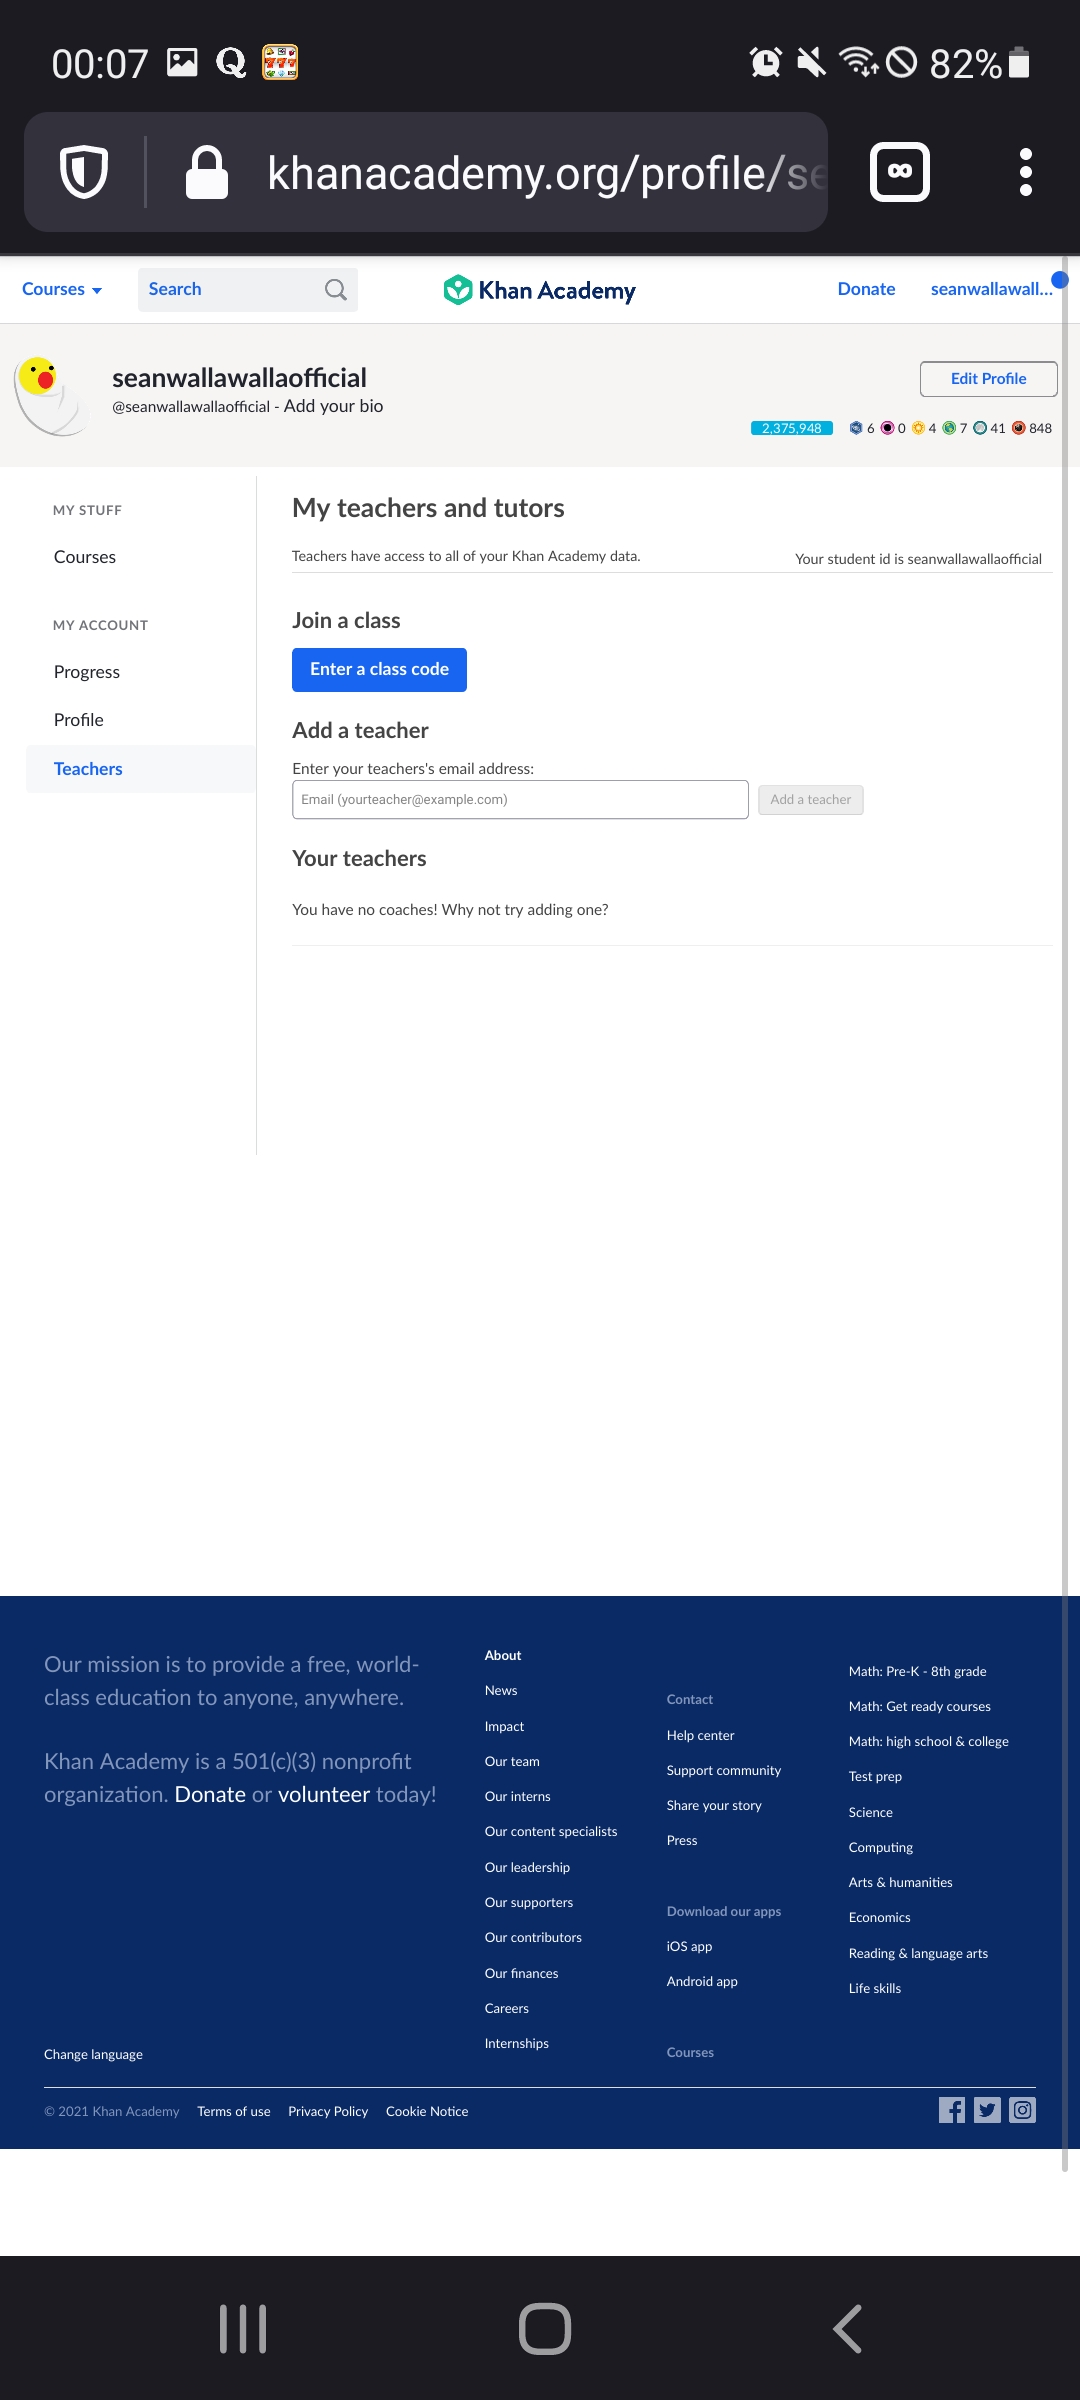 00:07
82%
khanacademy.org/profile/se
Courses
Search
Khan Academy
Donate
seanwallawall...
seanwallawallaofficial
@seanwallawallaofficial - Add your bio
Edit Profile
2,375,948 6 0 4 7 41 848
MY STUFF
Courses
MY ACCOUNT
Progress
Profile
Teachers
My teachers and tutors
Teachers have access to all of your Khan Academy data.
Your student id is seanwallawallaofficial
Join a class
Enter a class code
Add a teacher
Enter your teachers's email address:
Email (yourteacher@example.com)
Add a teacher
Your teachers
You have no coaches! Why not try adding one?
Our mission is to provide a free, world-
class education to anyone, anywhere.
Khan Academy is a 501(c)(3) nonprofit
organization. Donate or volunteer today!
Change language
About
News
Impact
Our team
Our interns
Our content specialists
Our leadership
Our supporters
Our contributors
Our finances
Careers
Internships
Contact
Help center
Support community
Share your story
Press
Download our apps
iOS app
Android app
Courses
Math: Pre-K - 8th grade
Math: Get ready courses
Math: high school & college
Test prep
Science
Computing
Arts & humanities
Economics
Reading & language arts
Life skills
© 2021 Khan Academy Terms of use Privacy Policy Cookie Notice